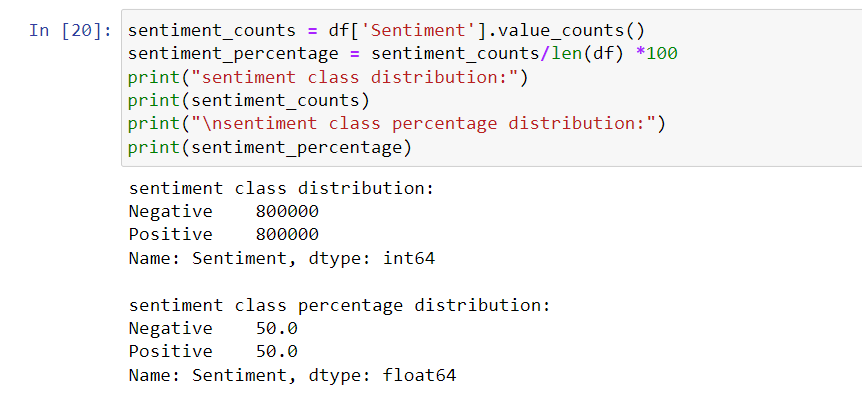 In [20]: sentiment_counts = df['Sentiment'].value_counts()
sentiment_percentage = sentiment_counts/len(df) *100
print("sentiment class distribution:")
print(sentiment_counts)
print("\nsentiment class percentage distribution:")
print(sentiment_percentage)
sentiment class distribution:
Negative    800000
Positive    800000
Name: Sentiment, dtype: int64
sentiment class percentage distribution:
Negative    50.0
Positive    50.0
Name: Sentiment, dtype: float64